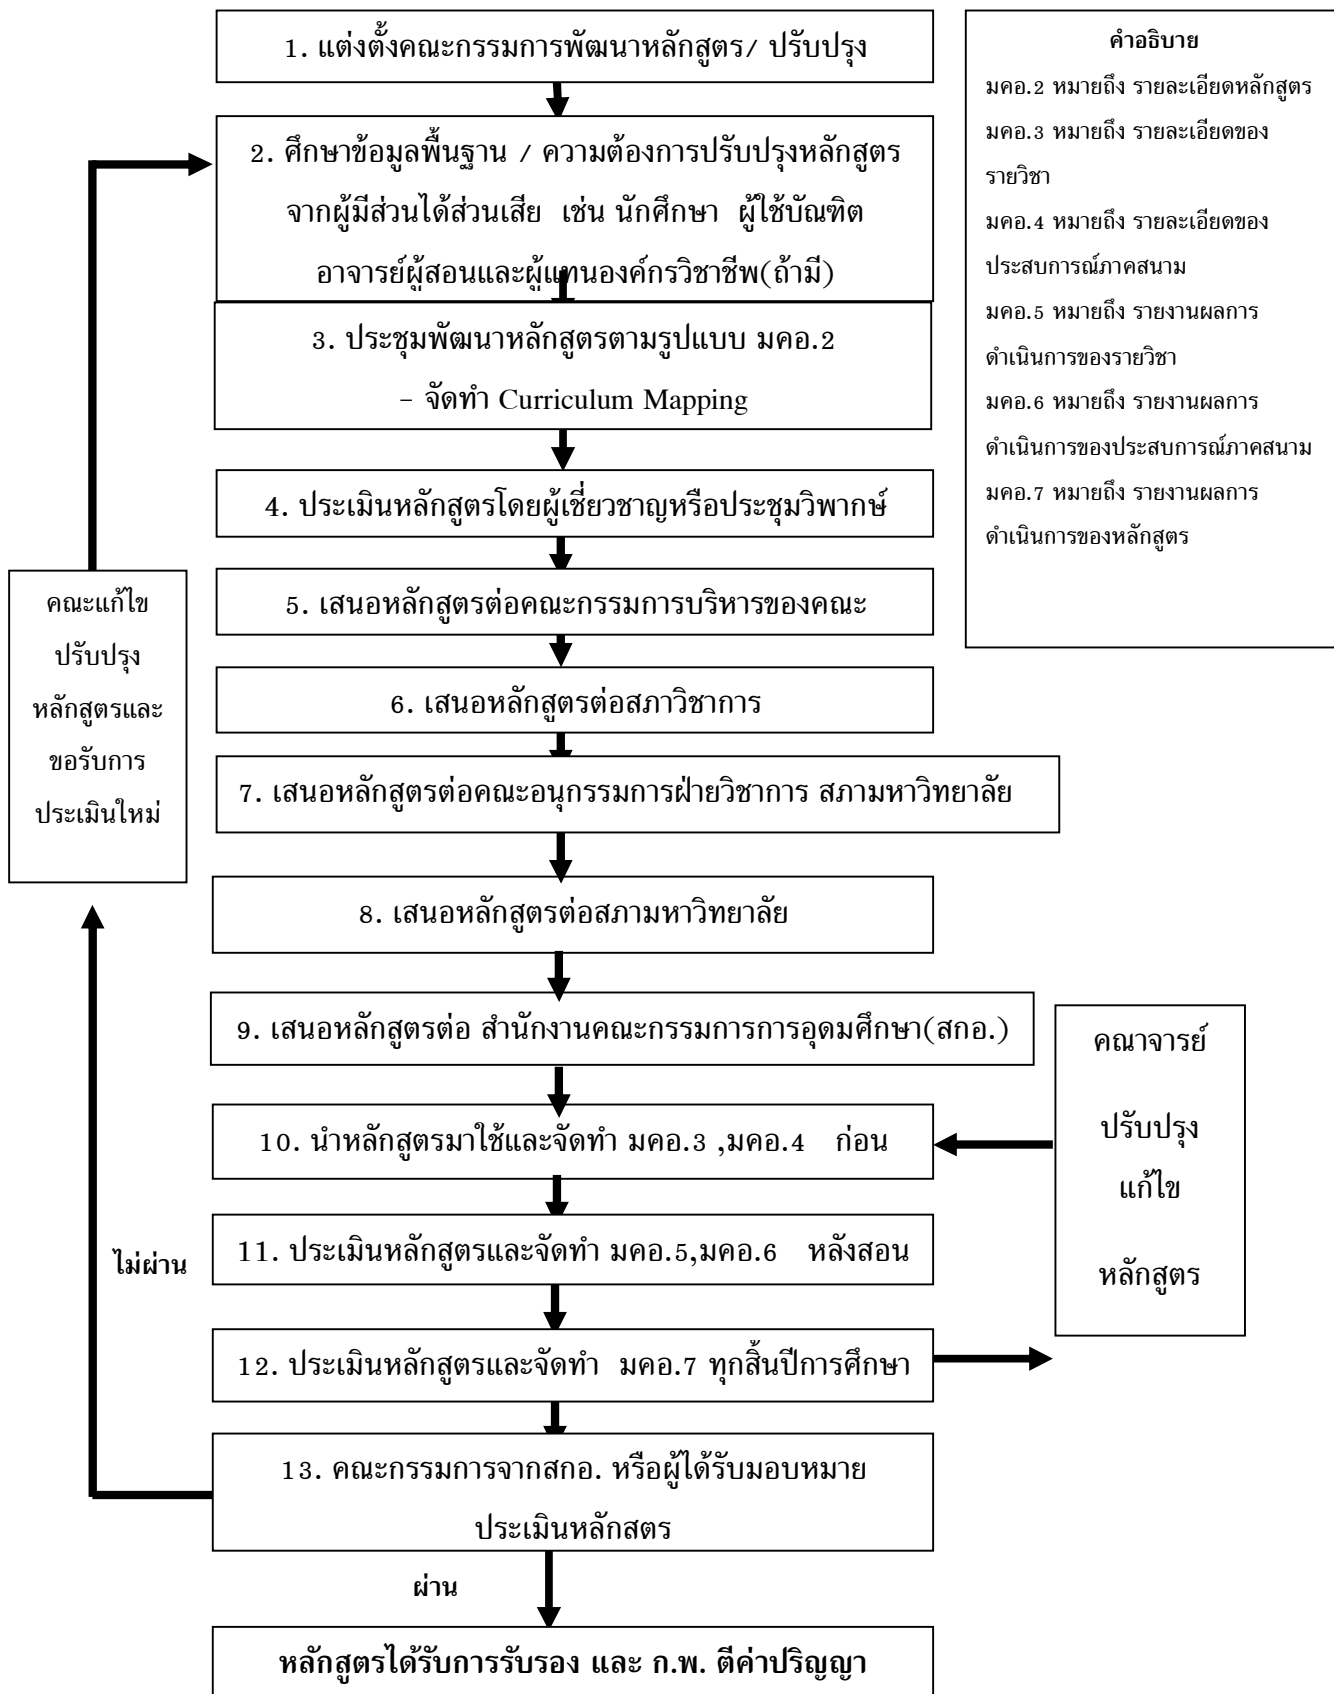 1. แต่งตั้งคณะกรรมการพัฒนาหลักสูตร/ ปรับปรุง
2. ศึกษาข้อมูลพื้นฐาน / ความต้องการปรับปรุงหลักสูตร
จากผู้มีส่วนได้ส่วนเสีย เช่น นักศึกษา ผู้ใช้บัณฑิต
อาจารย์ผู้สอนและผู้แทนองค์กรวิชาชีพ(ถ้ามี)
3. ประชุมพัฒนาหลักสูตรตามรูปแบบ มคอ.2
- จัดทำ Curriculum Mapping
4. ประเมินหลักสูตรโดยผู้เชี่ยวชาญหรือประชุมวิพากษ์
5. เสนอหลักสูตรต่อคณะกรรมการบริหารของคณะ
6. เสนอหลักสูตรต่อสภาวิชาการ
7. เสนอหลักสูตรต่อคณะอนุกรรมการฝ่ายวิชาการ สภามหาวิทยาลัย
8. เสนอหลักสูตรต่อสภามหาวิทยาลัย
9. เสนอหลักสูตรต่อ สำนักงานคณะกรรมการการอุดมศึกษา(สกอ.)
10. นำหลักสูตรมาใช้และจัดทำ มคอ.3 ,มคอ.4 ก่อน
11. ประเมินหลักสูตรและจัดทำ มคอ.5,มคอ.6 หลังสอน
12. ประเมินหลักสูตรและจัดทำ มคอ.7 ทุกสิ้นปีการศึกษา
13. คณะกรรมการจากสกอ. หรือผู้ได้รับมอบหมาย
ประเมินหลักสตร
ผ่าน
หลักสูตรได้รับการรับรอง และ ก.พ. ตีค่าปริญญา
ไม่ผ่าน
คณะแก้ไข
ปรับปรุง
หลักสูตรและ
ขอรับการ
ประเมินใหม่
คณาจารย์
ปรับปรุง
แก้ไข
หลักสูตร
คำอธิบาย
มคอ.2 หมายถึง รายละเอียดหลักสูตร
มคอ.3 หมายถึง รายละเอียดของ
รายวิชา
มคอ.4 หมายถึง รายละเอียดของ
ประสบการณ์ภาคสนาม
มคอ.5 หมายถึง รายงานผลการ
ดำเนินการของรายวิชา
มคอ.6 หมายถึง รายงานผลการ
ดำเนินการของประสบการณ์ภาคสนาม
มคอ.7 หมายถึง รายงานผลการ
ดำเนินการของหลักสูตร